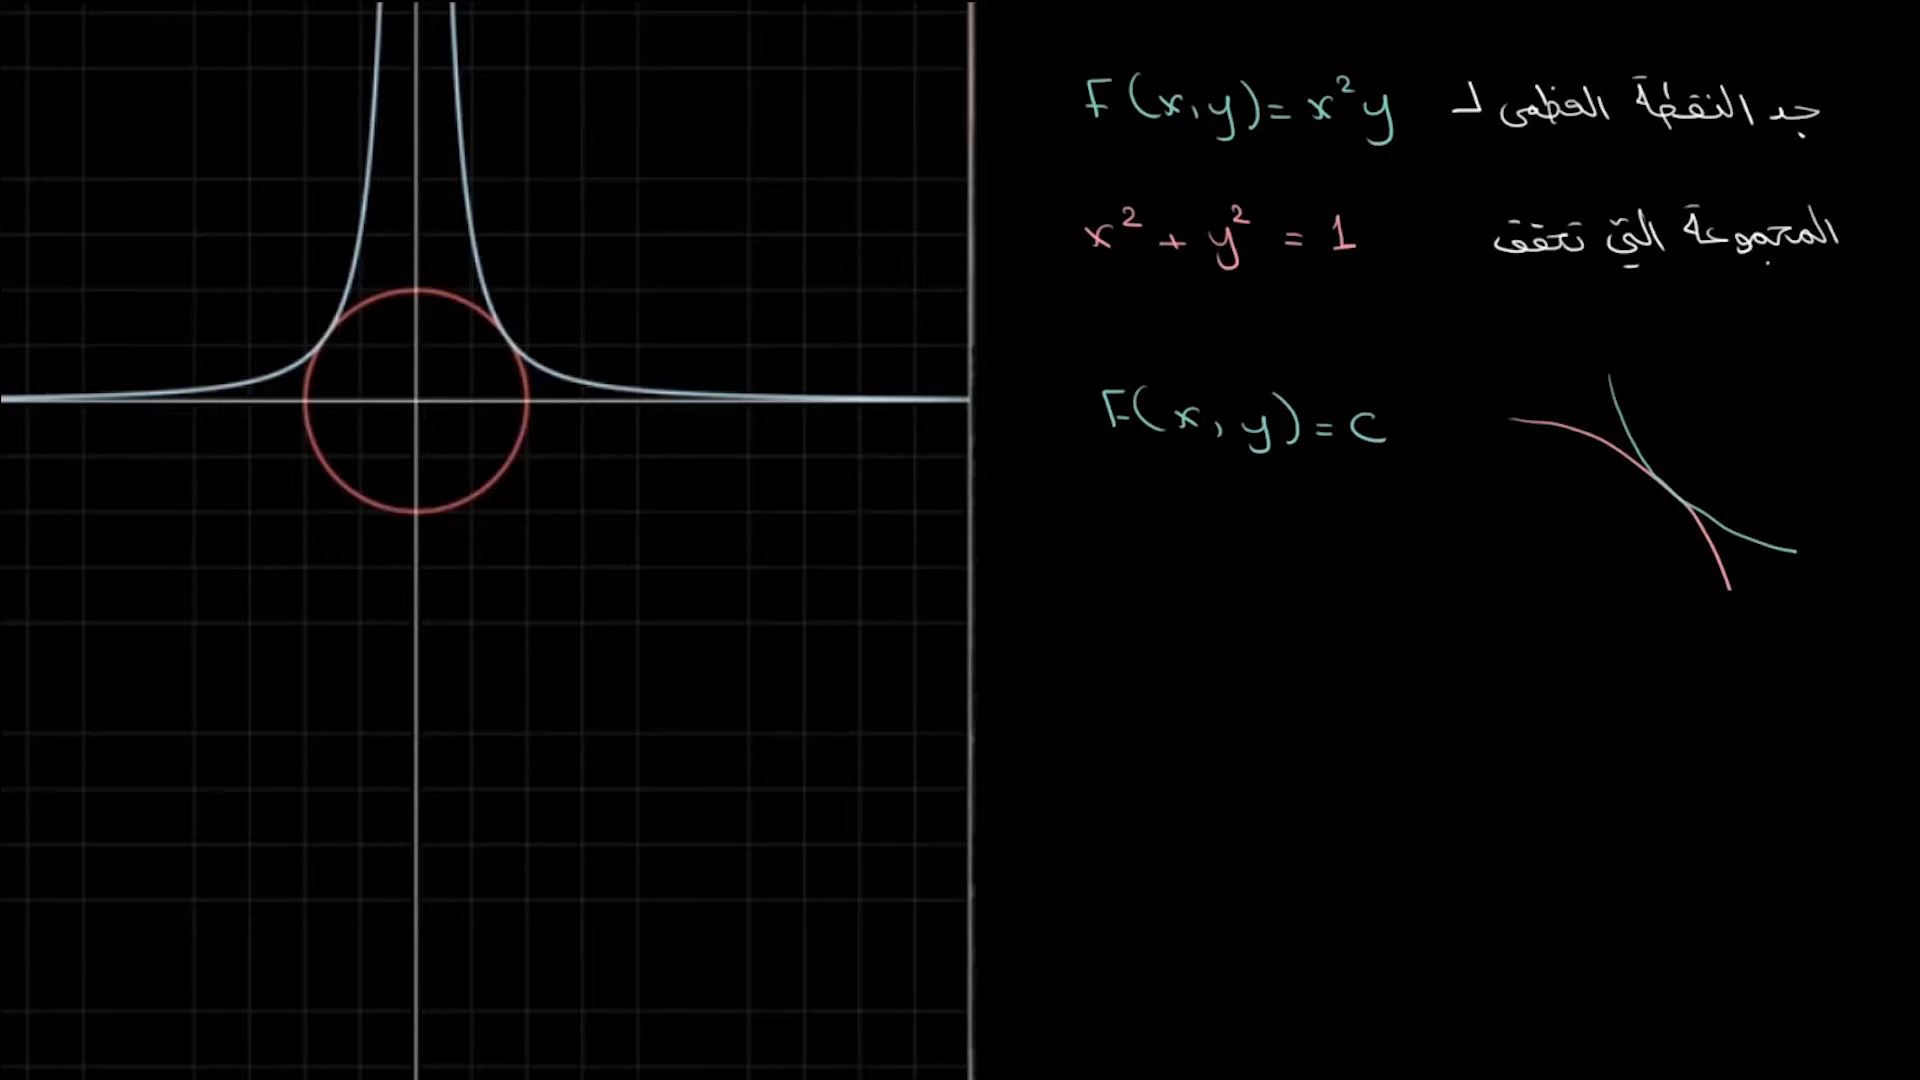 جد النقطة العظمى لـ F(x,y)=x²y
المجموعة التي تحقق x² + y² = 1
F(x,y)=c